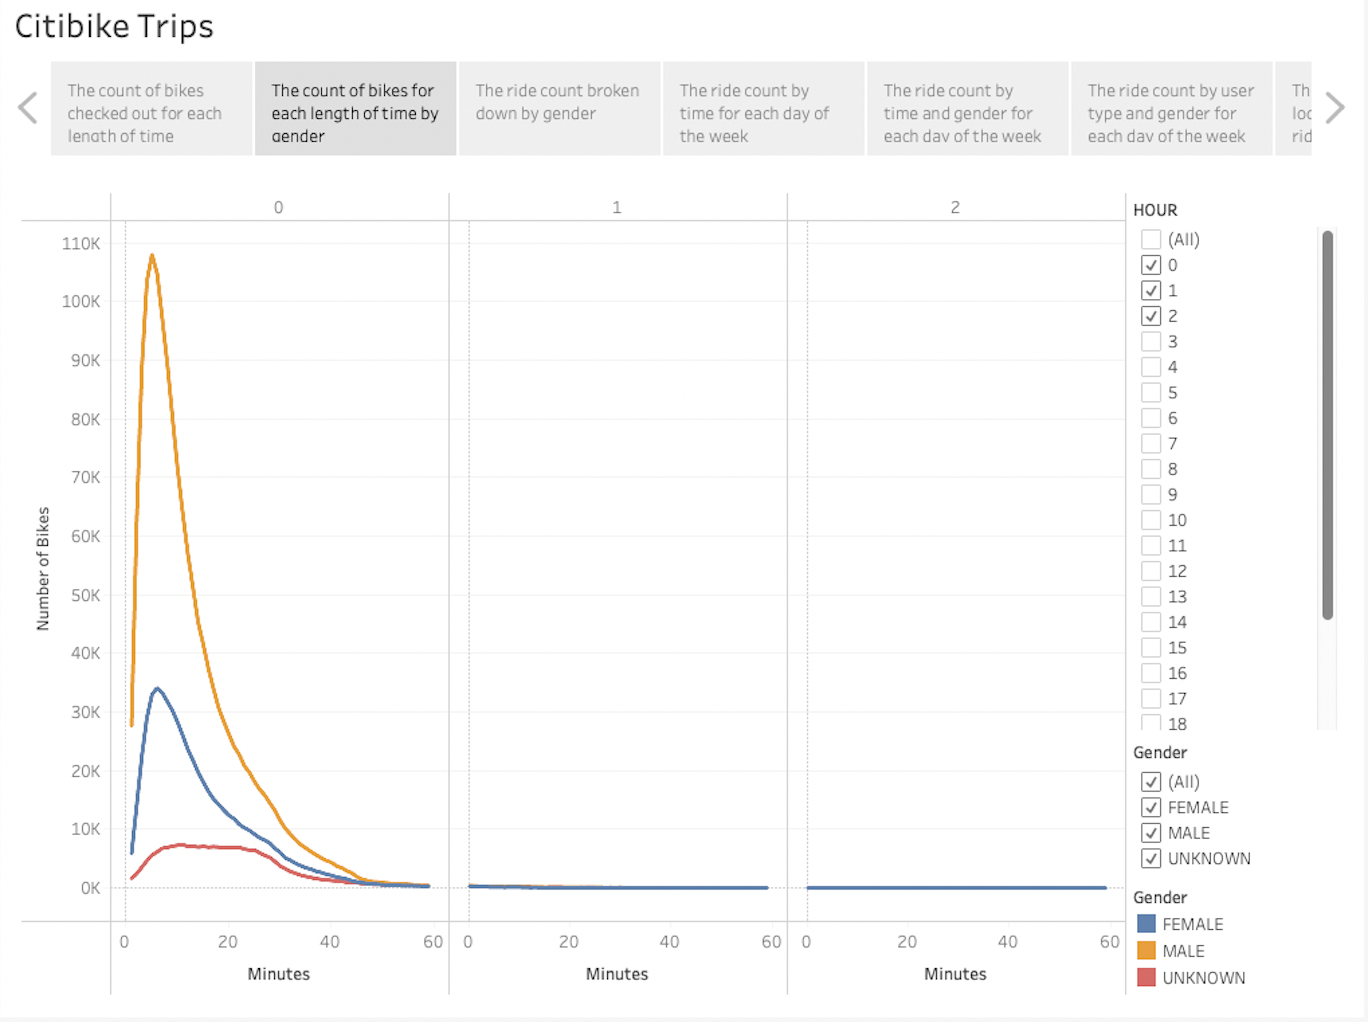 Citibike Trips
The count of bikes
checked out for each
length of time
The count of bikes for
each length of time by
gender
The ride count broken
down by gender
The ride count by
time for each day of
the week
The ride count by
time and gender for
each day of the week
The ride count by user
type and gender for
each day of the week
0
1
2
110K
100K
90K
80K
70K
60K
50K
40K
30K
20K
10K
0K
Number of Bikes
0 20 40 60
0 20 40 60
0 20 40 60
Minutes
Minutes
Minutes
HOUR
(All)
0
1
2
3
4
5
6
7
8
9
10
11
12
13
14
15
16
17
18
Gender
(All)
FEMALE
MALE
UNKNOWN
Gender
FEMALE
MALE
UNKNOWN